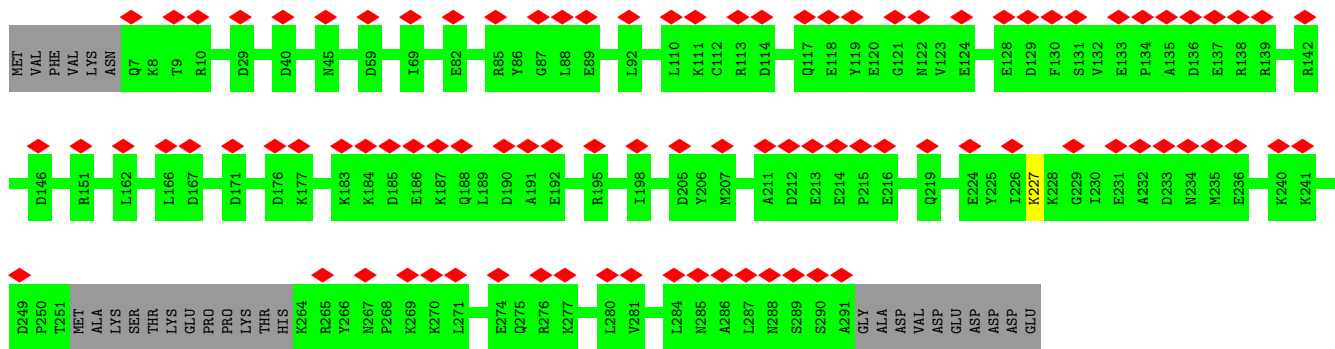 MET VAL PHE VAL LYS ASN Q7 K8 T9 R10 D29 D40 N45 D59 I69 E82 R85 Y86 G87 L88 E89 L92 L110 K111 C112 R113 D114 Q117 E118 Y119 E120 G121 N122 V123 E124 E128 D129 F130 S131 V132 E133 P134 A135 D136 E137 R138 R139 R142
D146 R151 L162 L166 D167 D171 D176 K177 K183 K184 D185 E186 K187 Q188 L189 D190 A191 E192 R195 I198 D205 Y206 M207 A211 D212 E213 E214 P215 E216 Q219 E224 Y225 I226 K227 K228 G229 I230 E231 A232 D233 N234 M235 E236 K240 K241
D249 P250 T251 MET ALA LYS SER THR LYS GLU PRO PRO LYS THR HIS K264 R265 Y266 N267 P268 K269 K270 L271 E274 Q275 R276 K277 L280 V281 L284 N285 A286 L287 N288 S289 S290 A291 GLY ALA ASP VAL ASP GLU ASP ASP ASP GLU